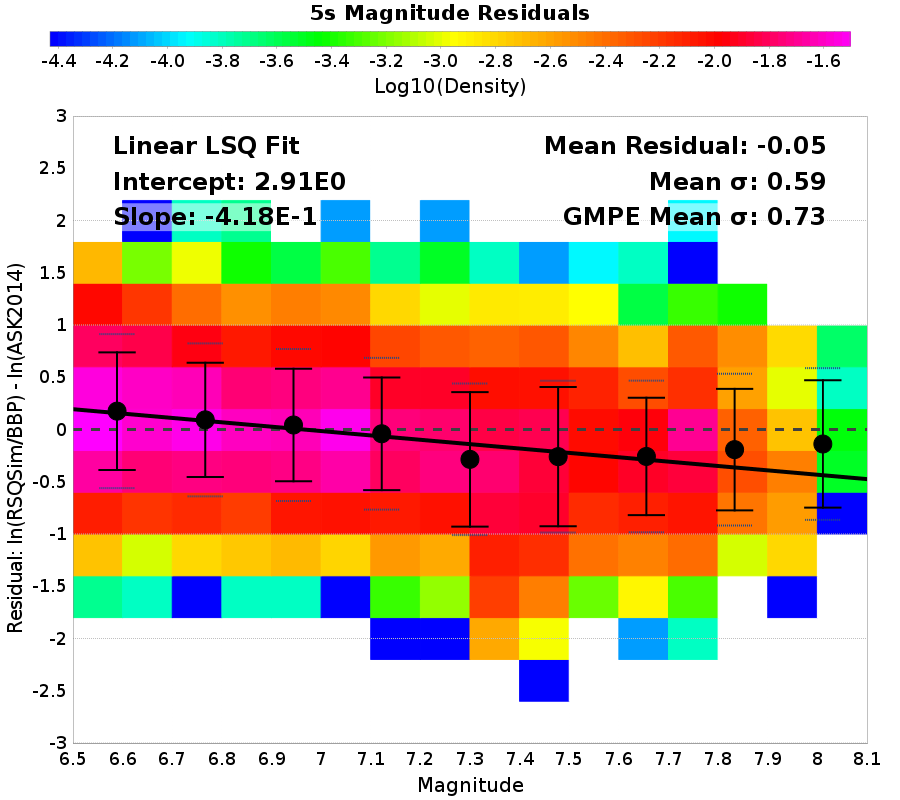 5s Magnitude Residuals
-4.4 -4.2 -4.0 -3.8 -3.6 -3.4 -3.2 -3.0 -2.8 -2.6 -2.4 -2.2 -2.0 -1.8 -1.6
Log10(Density)
Linear LSQ Fit
Intercept: 2.91E0
Slope: -4.18E-1
Mean Residual: -0.05
Mean σ: 0.59
GMPE Mean σ: 0.73
Residual: ln(RSQSim/BBP) - ln(ASK2014)
3
2.5
2
1.5
1
0.5
0
-0.5
-1
-1.5
-2
-2.5
-3
6.5 6.6 6.7 6.8 6.9 7 7.1 7.2 7.3 7.4 7.5 7.6 7.7 7.8 7.9 8 8.1
Magnitude